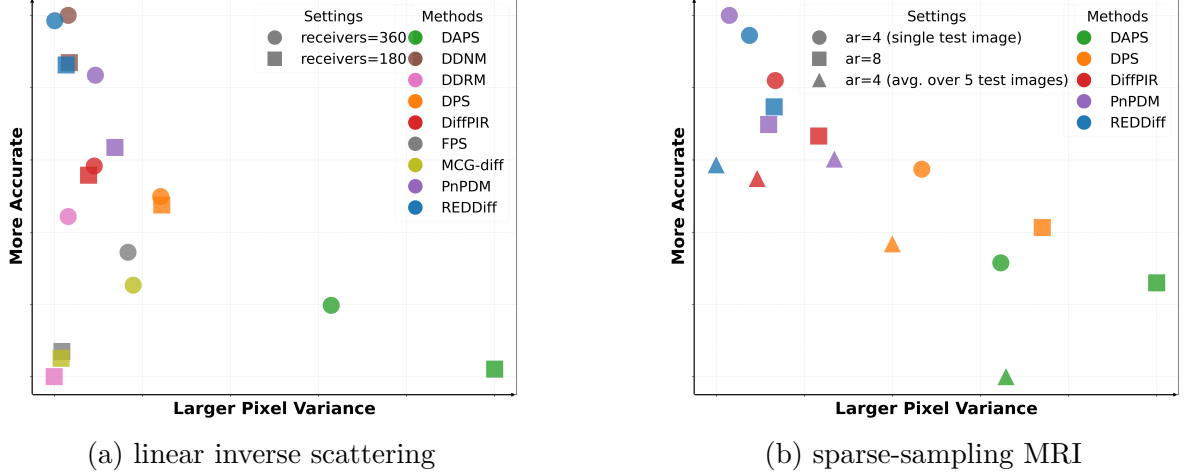 More Accurate
Settings
receivers=360
receivers=180
Methods
DAPS
DDNM
DDRM
DPS
DiffPIR
FPS
MCG-diff
PnPDM
REDDiff
Larger Pixel Variance
(a) linear inverse scattering
More Accurate
Settings
ar=4 (single test image)
ar=8
ar=4 (avg. over 5 test images)
Methods
DAPS
DPS
DiffPIR
PnPDM
REDDiff
Larger Pixel Variance
(b) sparse-sampling MRI